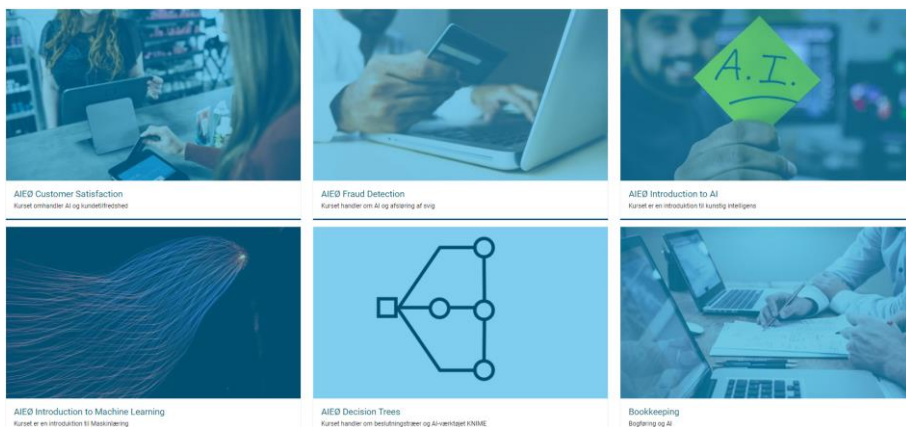 A.I.
AIEØ Customer Satisfaction
Kurset omhandler AI og kundetilfredshed
AIEØ Fraud Detection
Kurset handler om AI og afsløring af svig
AIEØ Introduction to AI
Kurset er en introduktion til kunstig intelligens
AIEØ Introduction to Machine Learning
Kurset er en introduktion til Maskinlæring
AIEØ Decision Trees
Kurset handler om beslutningstræer og AI-værktøjet KNIME
Bookkeeping
Bogføring og AI